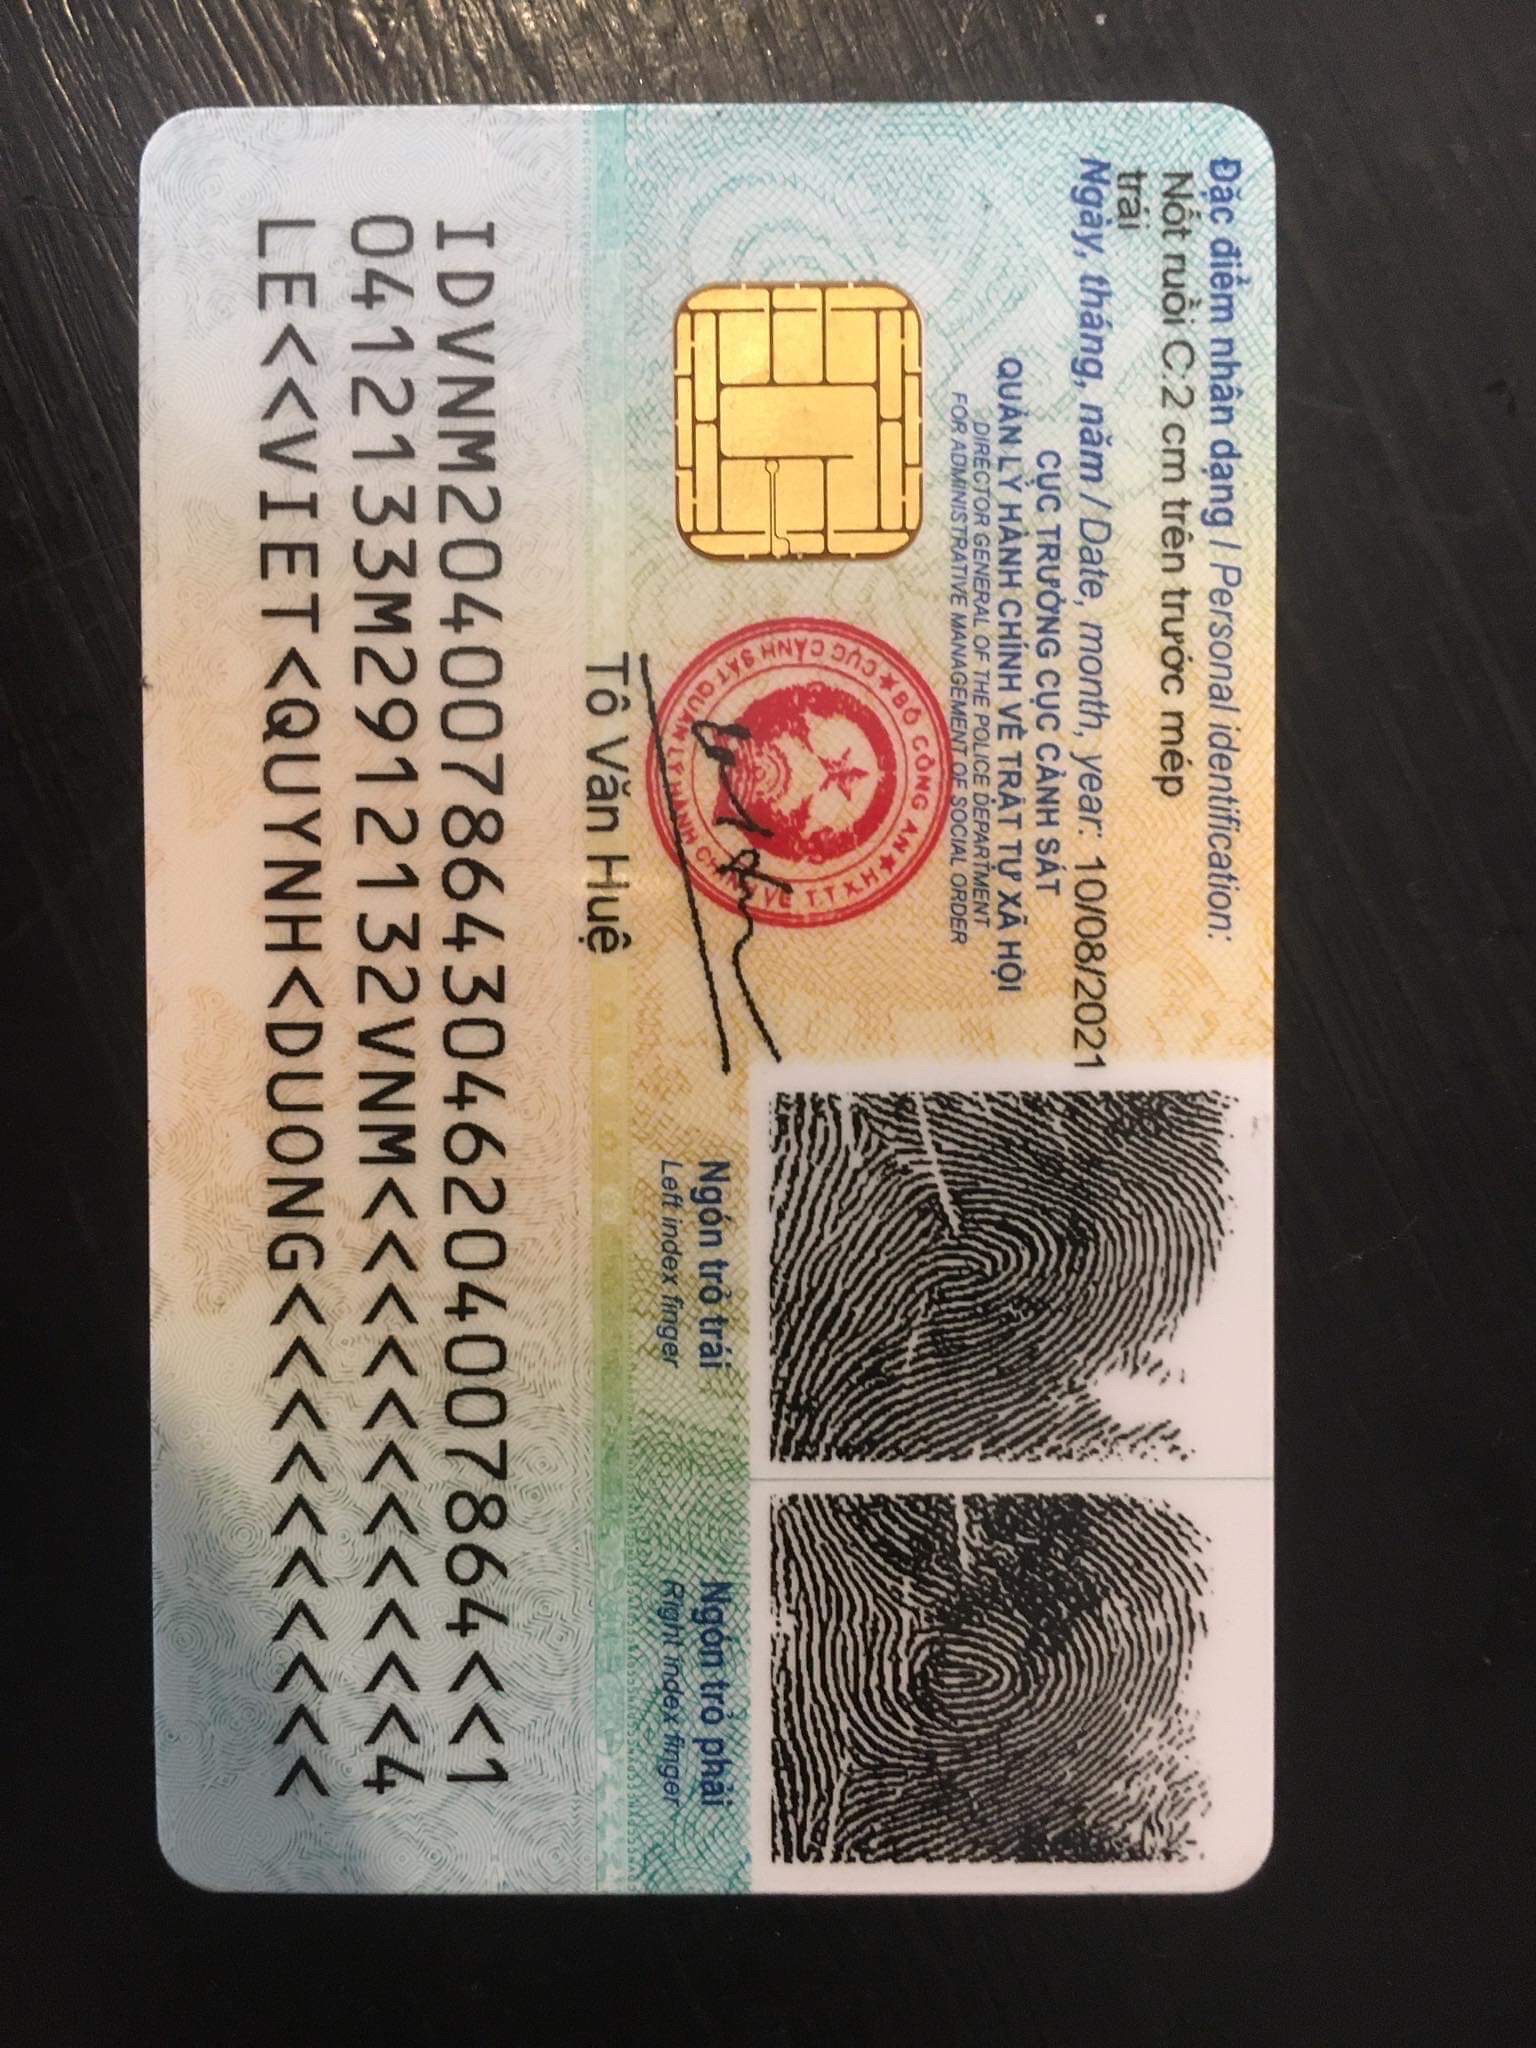 Đặc điểm nhân dạng / Personal identification:
Nốt ruồi C:2 cm trên trước mép
trái
Ngày, tháng, năm / Date, month, year: 10/08/2021
CỤC TRƯỞNG CỤC CẢNH SÁT
QUẢN LÝ HÀNH CHÍNH VỀ TRẬT TỰ XÃ HỘI
DIRECTOR GENERAL OF THE POLICE DEPARTMENT
FOR ADMINISTRATIVE MANAGEMENT OF SOCIAL ORDER
BỘ CÔNG AN ★ CỤC CẢNH SÁT QUẢN LÝ HÀNH CHÍNH VỀ T.T.X.H ★
Tô Văn Huệ
Ngón trỏ trái
Left index finger
Ngón trỏ phải
Right index finger
IDVNM2040078643046204007864<<1
0412133M2912132VNM<<<<<<<<<<<4
LE<<VIET<QUYNH<DUONG<<<<<<<<<<